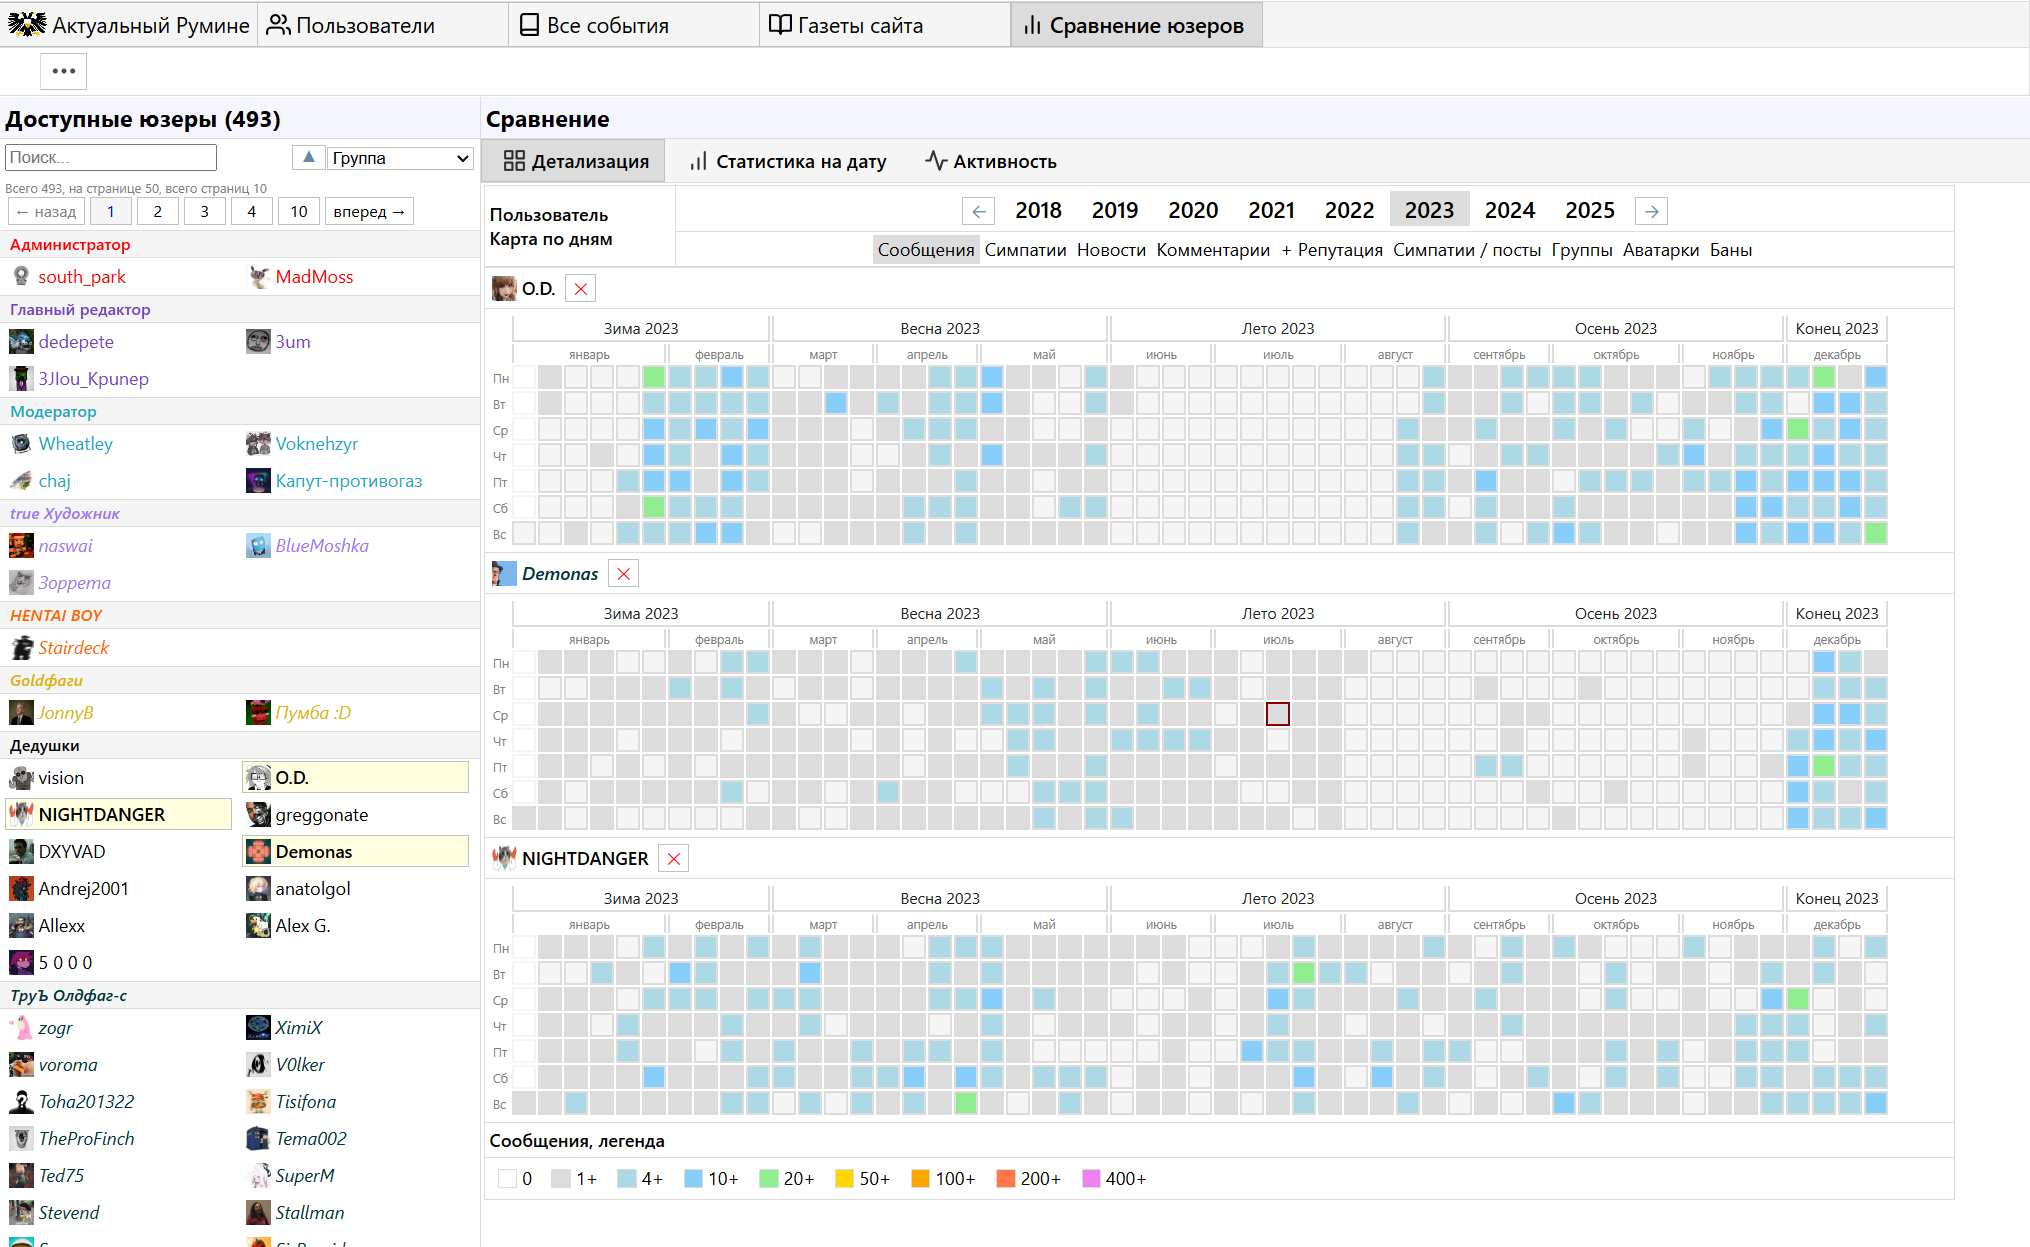 Актуальный Румине
Пользователи
Все события
Газеты сайта
Сравнение юзеров
•••
Доступные юзеры (493)
Поиск...
▲ Группа
Всего 493, на странице 50, всего страниц 10
← назад 1 2 3 4 10 вперед →
Администратор
south_park MadMoss
Главный редактор
dedepete 3um
3JIou_Kpunep
Модератор
Wheatley Voknehzyr
chaj Капут-противогаз
true Художник
naswai BlueMoshka
3oppema
HENTAI BOY
Stairdeck
Goldфаги
JonnyB Пумба :D
Дедушки
vision O.D.
NIGHTDANGER greggonate
DXYVAD Demonas
Andrej2001 anatolgol
Allexx Alex G.
5 0 0 0
ТруЪ Олдфаг-с
zogr XimiX
voroma V0lker
Toha201322 Tisifona
TheProFinch Tema002
Ted75 SuperM
Stevend Stallman
Сравнение
Детализация Статистика на дату Активность
Пользователь
Карта по дням
← 2018 2019 2020 2021 2022 2023 2024 2025 →
Сообщения Симпатии Новости Комментарии + Репутация Симпатии / посты Группы Аватарки Баны
O.D.
Зима 2023 Весна 2023 Лето 2023 Осень 2023 Конец 2023
январь февраль март апрель май июнь июль август сентябрь октябрь ноябрь декабрь
Пн
Вт
Ср
Чт
Пт
Сб
Вс
Demonas
Зима 2023 Весна 2023 Лето 2023 Осень 2023 Конец 2023
январь февраль март апрель май июнь июль август сентябрь октябрь ноябрь декабрь
Пн
Вт
Ср
Чт
Пт
Сб
Вс
NIGHTDANGER
Зима 2023 Весна 2023 Лето 2023 Осень 2023 Конец 2023
январь февраль март апрель май июнь июль август сентябрь октябрь ноябрь декабрь
Пн
Вт
Ср
Чт
Пт
Сб
Вс
Сообщения, легенда
0 1+ 4+ 10+ 20+ 50+ 100+ 200+ 400+